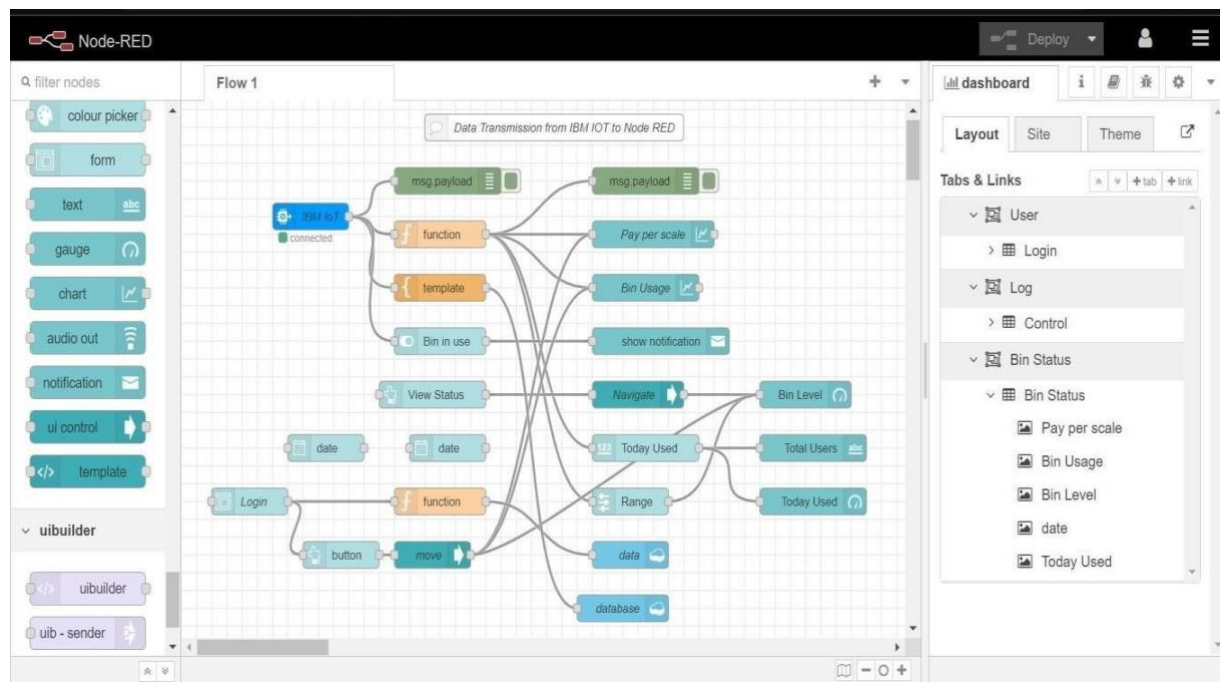 Node-RED
Deploy
filter nodes
Flow 1
dashboard
i
colour picker
form
text
abc
gauge
chart
audio out
notification
ui control
template
uibuilder
uibuilder
uib - sender
Data Transmission from IBM IOT to Node RED
msg.payload
msg.payload
IBM IoT
connected
function
Pay per scale
template
Bin Usage
Bin in use
show notification
View Status
Navigate
Bin Level
date
date
123
Today Used
Total Users
abc
Login
function
Range
Today Used
button
move
data
database
Layout
Site
Theme
Tabs & Links
+tab
+link
User
Login
Log
Control
Bin Status
Bin Status
Pay per scale
Bin Usage
Bin Level
date
Today Used